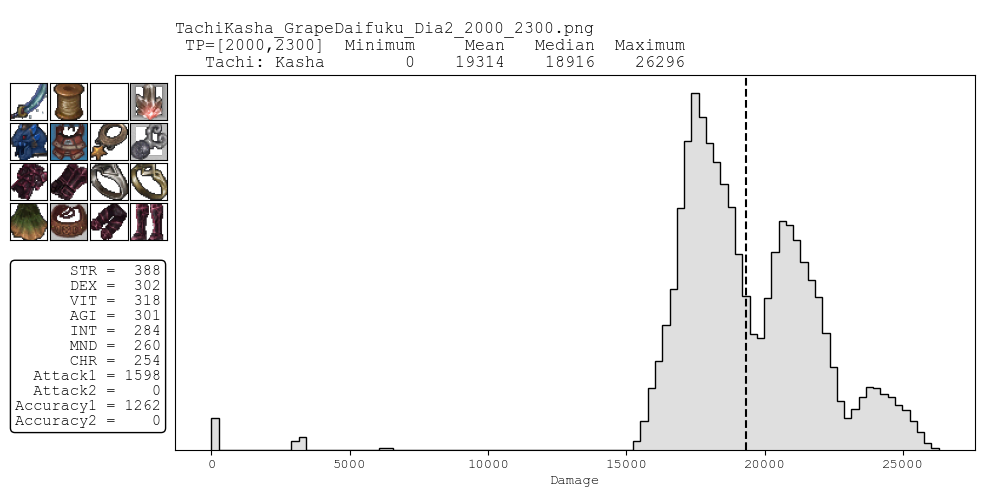 TachiKasha_GrapeDaifuku_Dia2_2000_2300.png
TP=[2000,2300] Minimum Mean Median Maximum
Tachi: Kasha 0 19314 18916 26296
STR = 388
DEX = 302
VIT = 318
AGI = 301
INT = 284
MND = 260
CHR = 254
Attack1 = 1598
Attack2 = 0
Accuracy1 = 1262
Accuracy2 = 0
0 5000 10000 15000 20000 25000
Damage